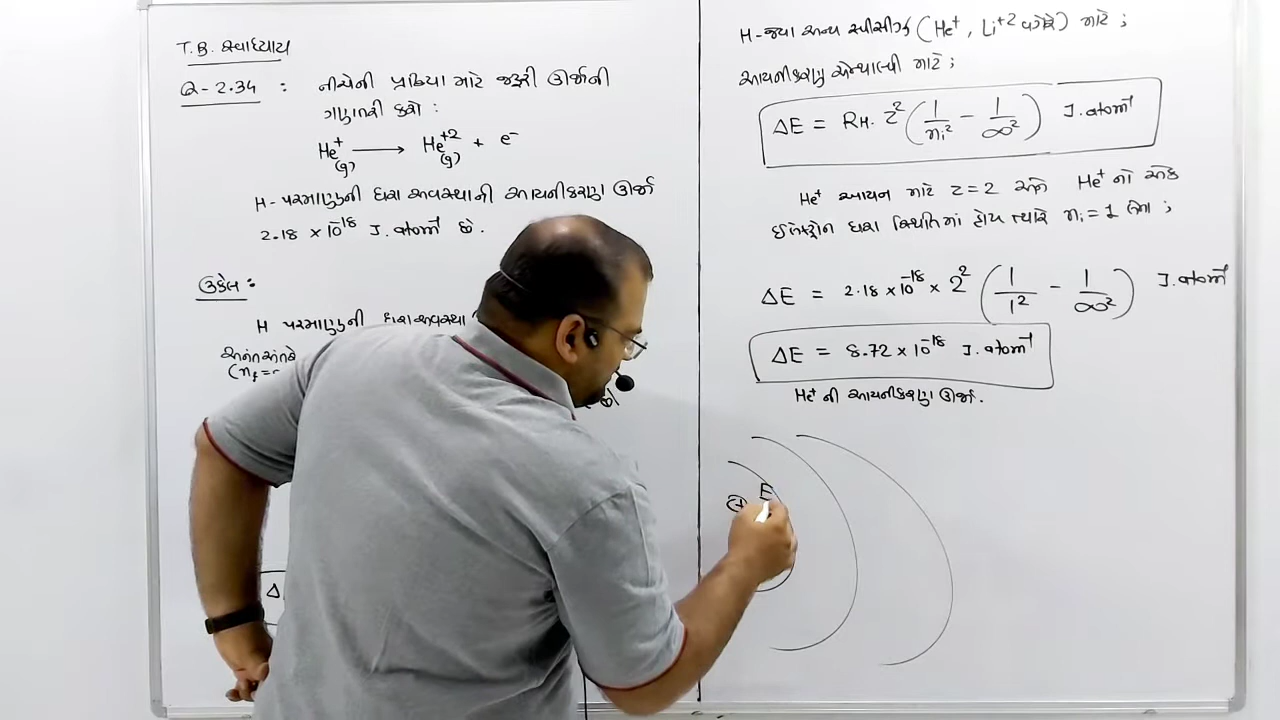 T.B. સ્વાધ્યાય
Q-2.34 : નીચેની પ્રક્રિયા માટે જરૂરી ઊર્જાની
ગણતરી કરો :
He⁺(g) ⟶ He⁺²(g) + e⁻
H-પરમાણુની ધરા અવસ્થાની આયનીકરણ ઊર્જા
2.18 × 10⁻¹⁸ J.atom⁻¹ છે.
ઉકેલ :
H પરમાણુની ધરા અવસ્થા
Δ
H-જેવા અન્ય સ્પીસીઝ (He⁺, Li⁺² વગેરે) માટે ;
આયનીકરણ એન્થાલ્પી માટે ;
ΔE = RH. Z² (1/nᵢ² − 1/∞²) J.atom⁻¹
He⁺ આયન માટે Z=2 અને He⁺નો એક
ઈલેક્ટ્રોન ધરા સ્થિતિમાં હોય ત્યારે nᵢ = 1 લેતા ;
ΔE = 2.18 × 10⁻¹⁸ × 2² (1/1² − 1/∞²) J.atom⁻¹
ΔE = 8.72 × 10⁻¹⁸ J.atom⁻¹
He⁺ની આયનીકરણ ઊર્જા.
E